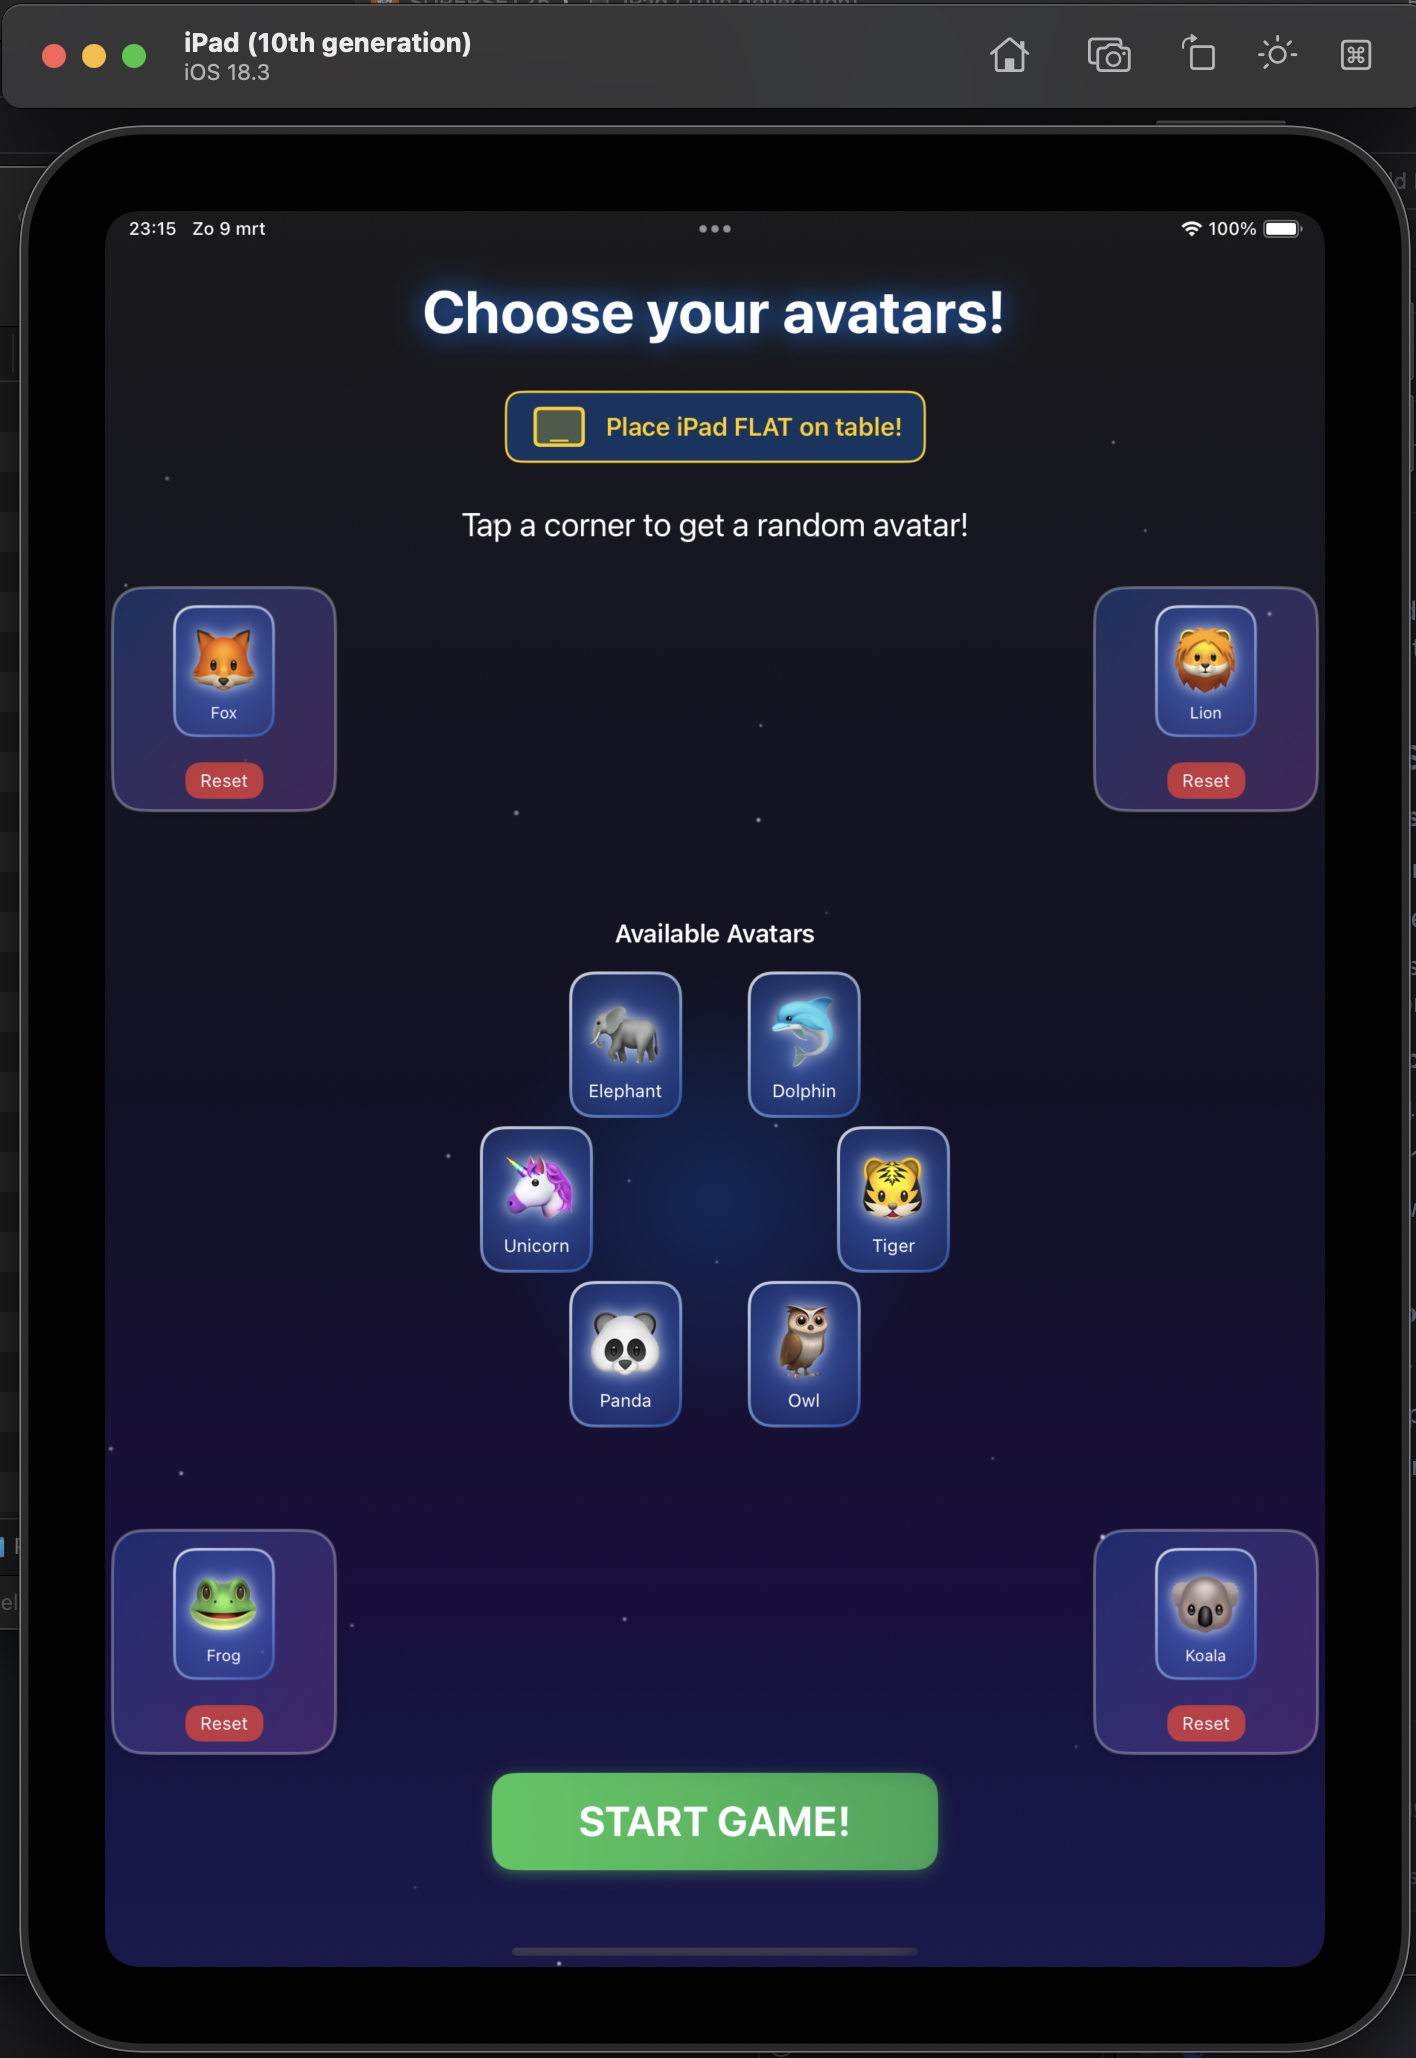 iPad (10th generation)
iOS 18.3
23:15 Zo 9 mrt
100%
Choose your avatars!
Place iPad FLAT on table!
Tap a corner to get a random avatar!
Fox
Lion
Reset
Reset
Available Avatars
Elephant
Dolphin
Unicorn
Tiger
Panda
Owl
Frog
Koala
Reset
Reset
START GAME!